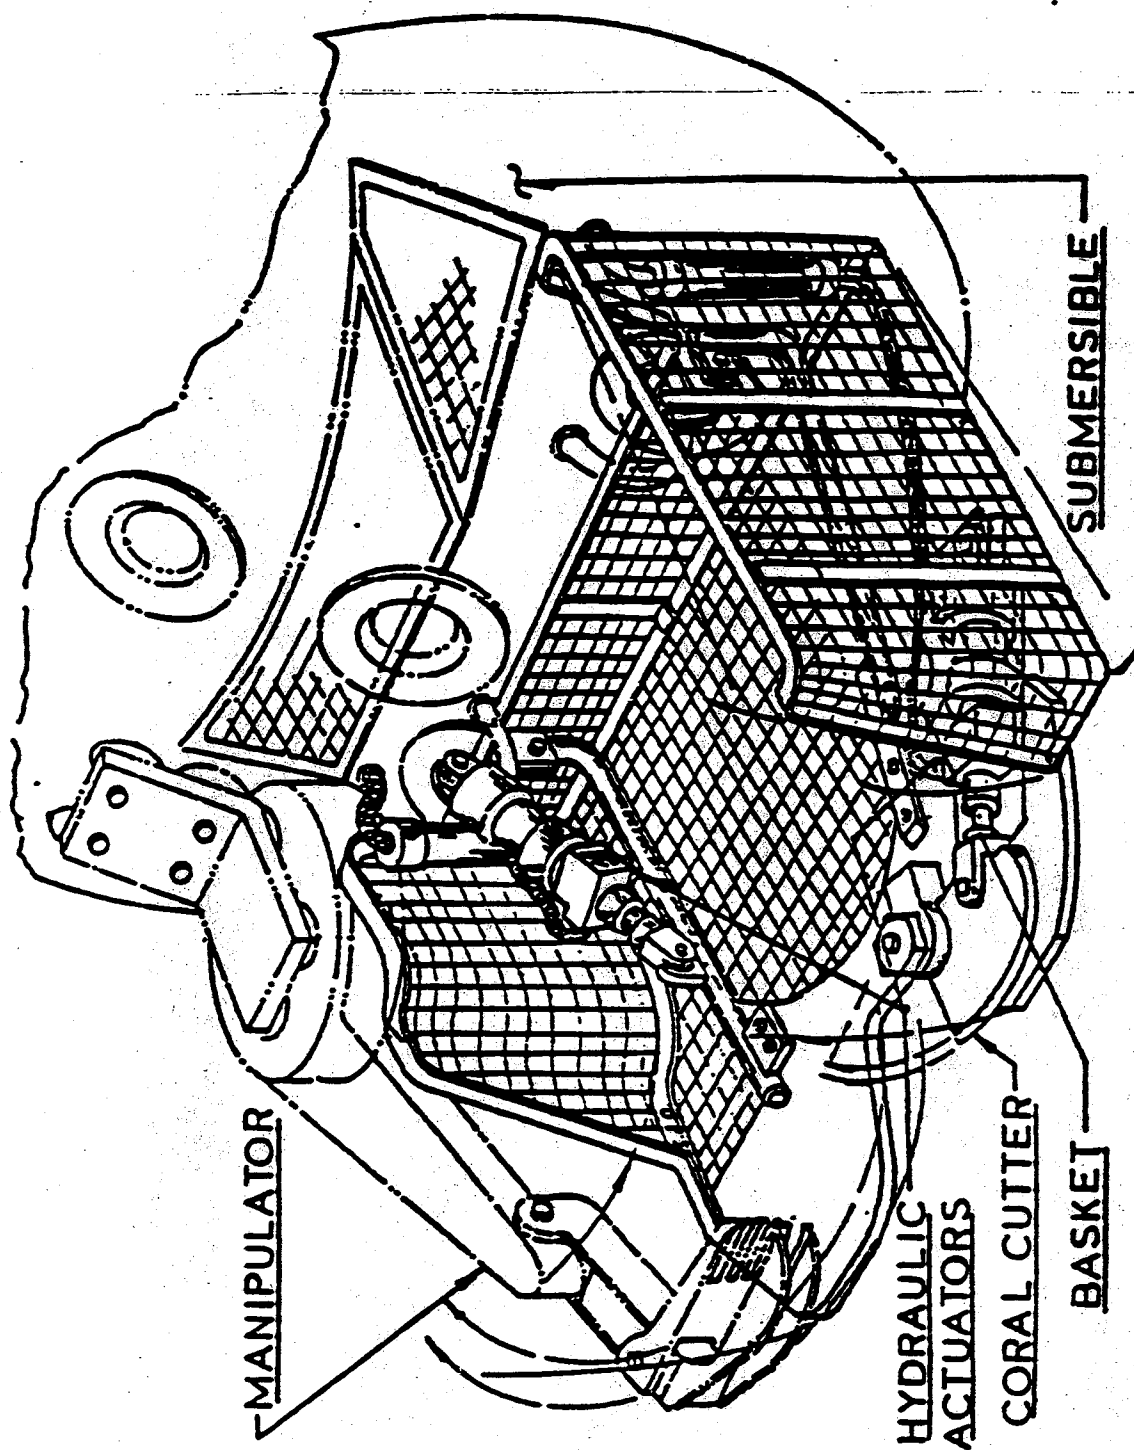 MANIPULATOR
SUBMERSIBLE
HYDRAULIC
ACTUATORS
CORAL CUTTER
BASKET